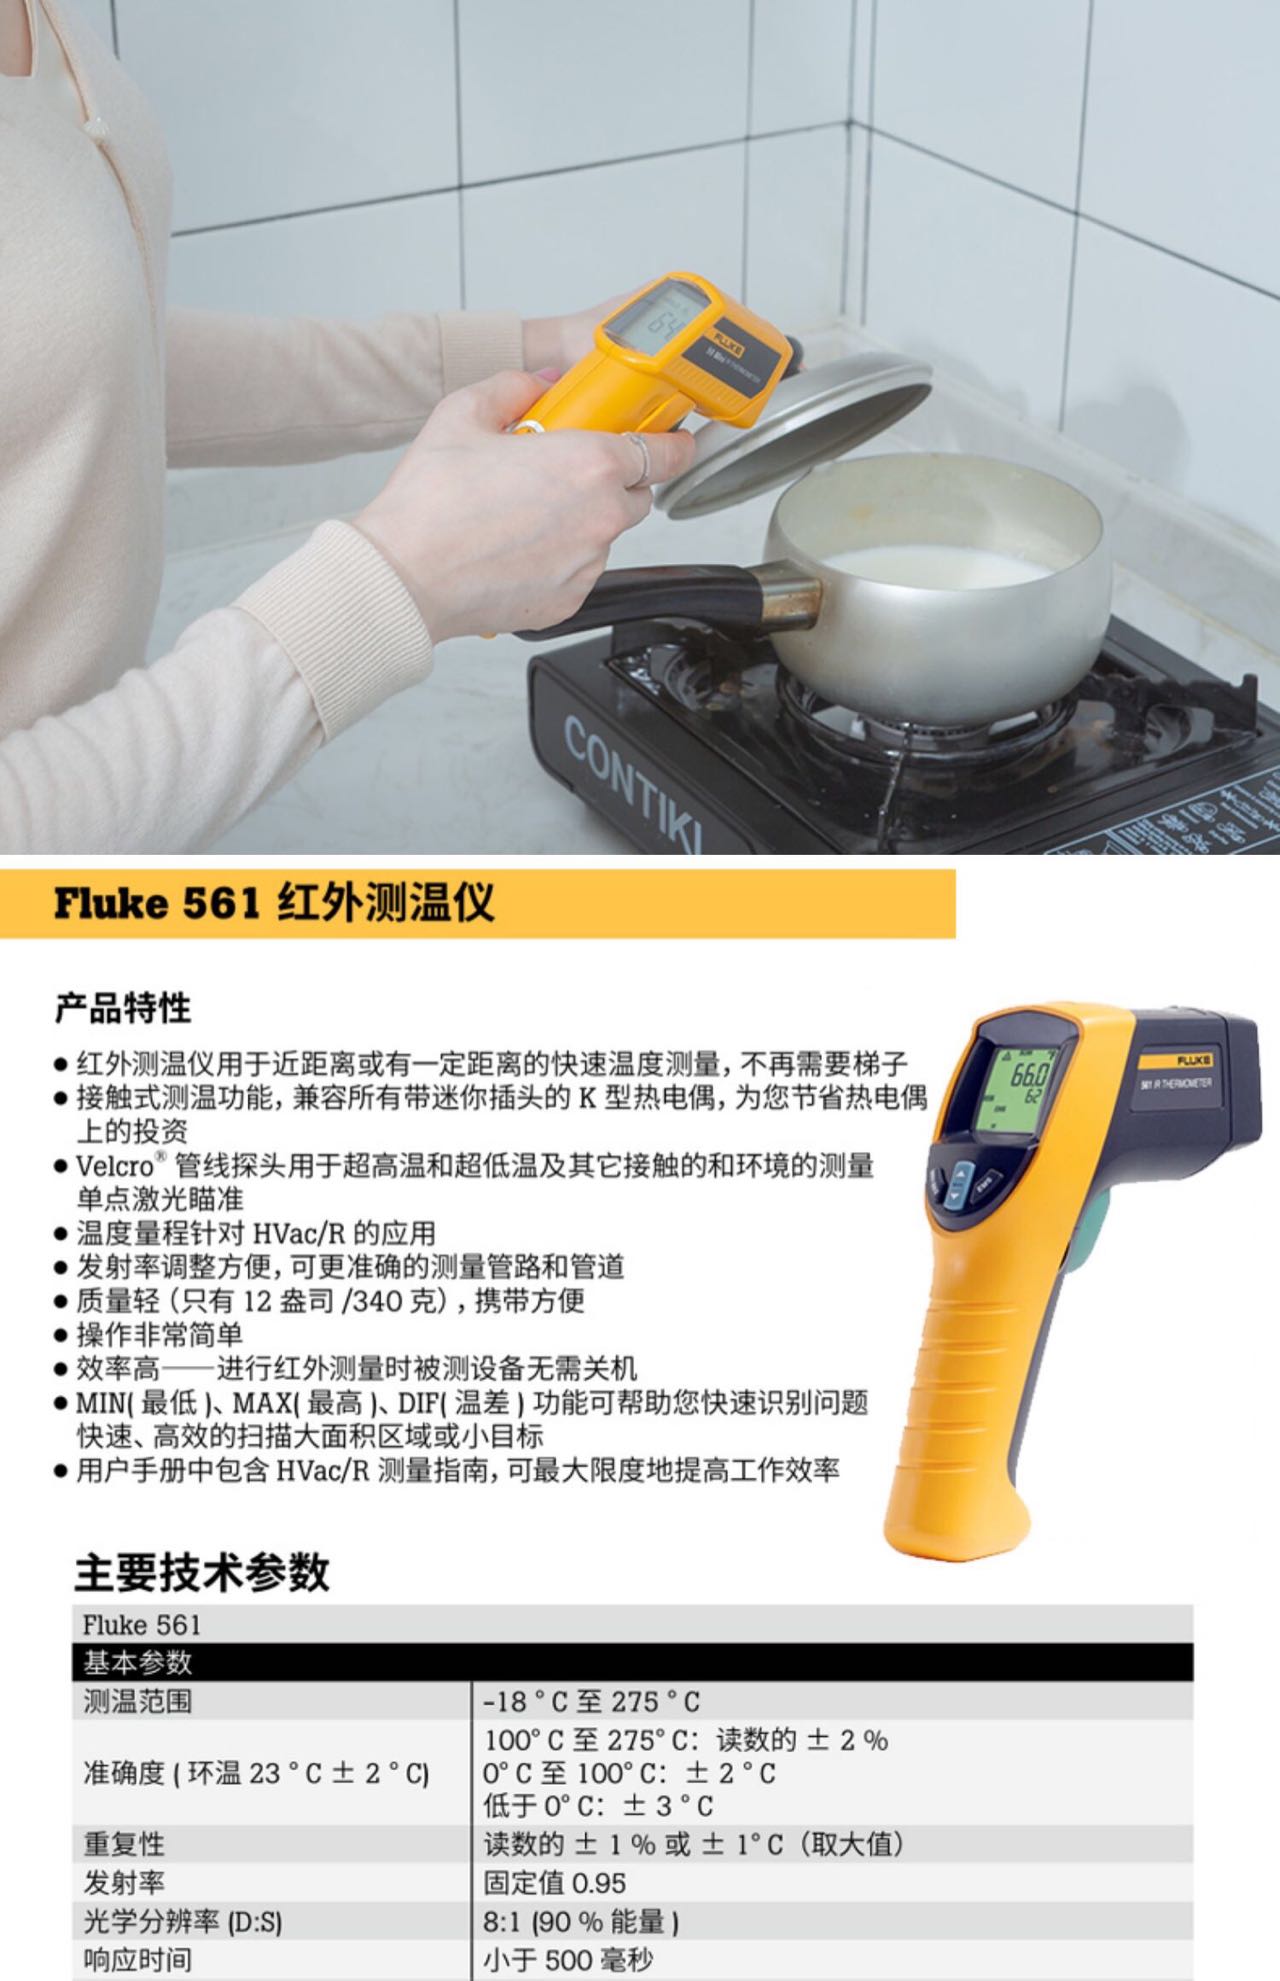 64
FLUKE
THERMOMETER
CONTIKI
Fluke 561 红外测温仪
产品特性
● 红外测温仪用于近距离或有一定距离的快速温度测量，不再需要梯子
● 接触式测温功能，兼容所有带迷你插头的 K 型热电偶，为您节省热电偶
上的投资
● Velcro® 管线探头用于超高温和超低温及其它接触的和环境的测量
单点激光瞄准
● 温度量程针对 HVac/R 的应用
● 发射率调整方便，可更准确的测量管路和管道
● 质量轻（只有 12 盎司 /340 克），携带方便
● 操作非常简单
● 效率高——进行红外测量时被测设备无需关机
● MIN( 最低 )、MAX( 最高 )、DIF( 温差 ) 功能可帮助您快速识别问题
快速、高效的扫描大面积区域或小目标
● 用户手册中包含 HVac/R 测量指南，可最大限度地提高工作效率
FLUKE
561 IR THERMOMETER
66.0
62
主要技术参数
Fluke 561
基本参数
测温范围 -18 ° C 至 275 ° C
准确度 ( 环温 23 ° C ± 2 ° C) 100° C 至 275° C：读数的 ± 2 %
0° C 至 100° C：± 2 ° C
低于 0° C：± 3 ° C
重复性 读数的 ± 1 % 或 ± 1° C（取大值）
发射率 固定值 0.95
光学分辨率 (D:S) 8:1 (90 % 能量 )
响应时间 小于 500 毫秒